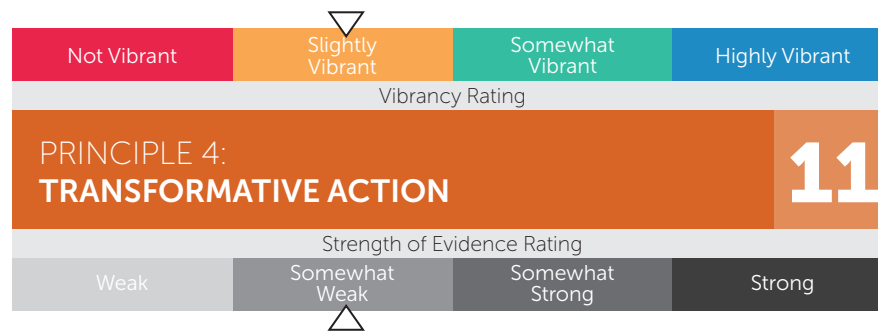 Not Vibrant
Slightly
Vibrant
Somewhat
Vibrant
Highly Vibrant
Vibrancy Rating
PRINCIPLE 4:
TRANSFORMATIVE ACTION
11
Strength of Evidence Rating
Weak
Somewhat
Weak
Somewhat
Strong
Strong